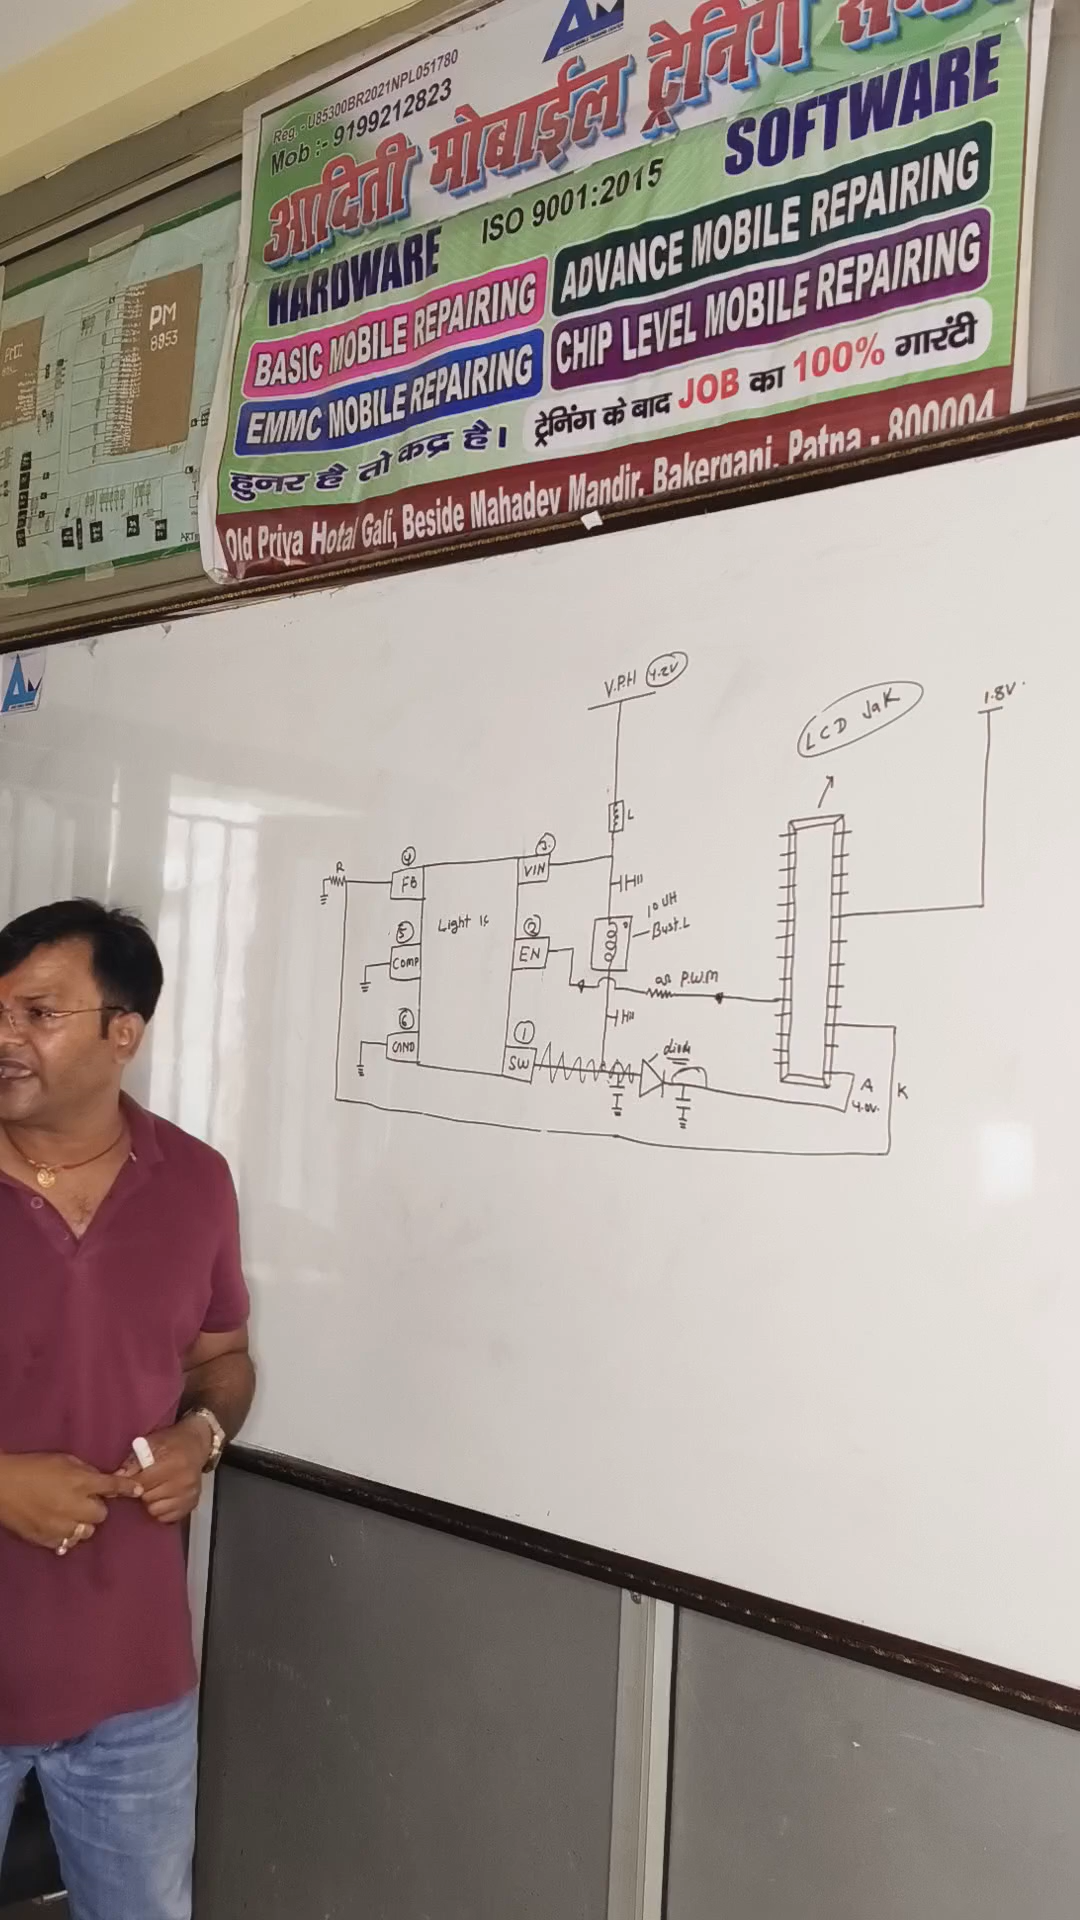 Reg. - U85300BR2021NPL051780
Mob :- 9199212823
आदिती मोबाईल ट्रेनिंग
HARDWARE
ISO 9001:2015
SOFTWARE
BASIC MOBILE REPAIRING
ADVANCE MOBILE REPAIRING
EMMC MOBILE REPAIRING
CHIP LEVEL MOBILE REPAIRING
हुनर है तो कद्र है।
ट्रेनिंग के बाद JOB का 100% गारंटी
Old Priya Hotal Gali, Beside Mahadev Mandir, Bakerganj, Patna - 800004
PM
8953
V.P.H 4.2V
LCD Jak
1.8V.
L
R
4
FB
3
VIN
Light Ic
10 UH
Bust.L
5
COMP
2
EN
P.W.M
6
GND
1
SW
diode
A
K
4.0V.